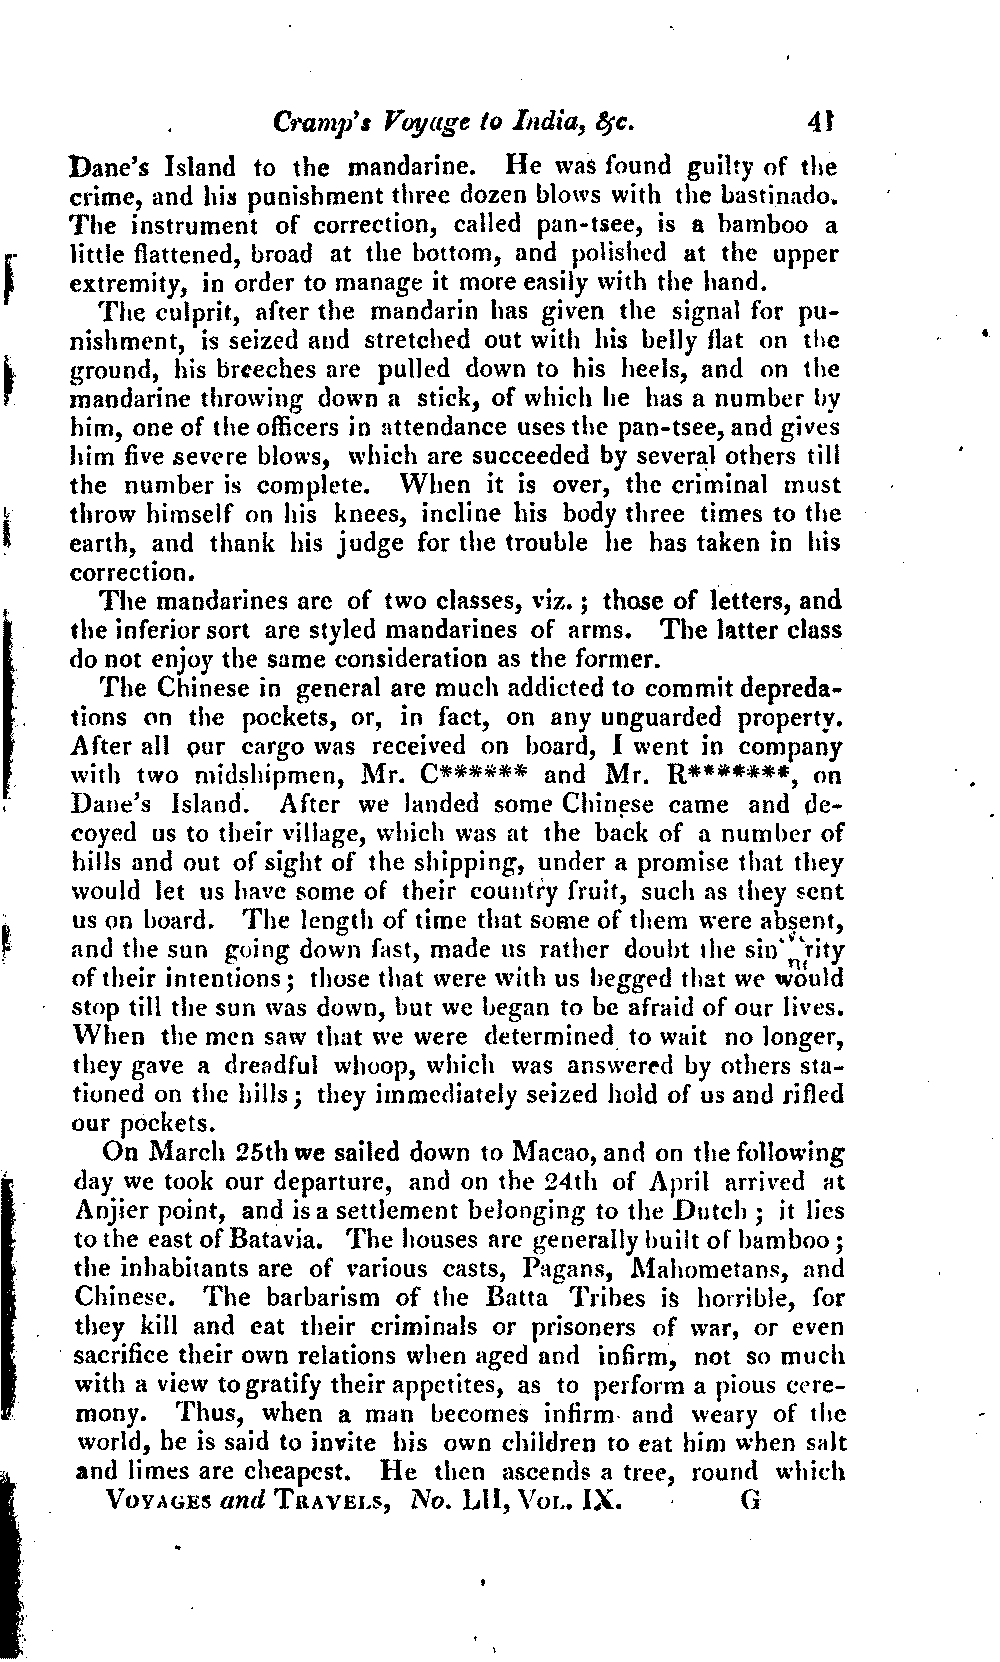 Cramp's Voyage to India, &c. 41
Dane's Island to the mandarine. He was found guilty of the
crime, and his punishment three dozen blows with the bastinado.
The instrument of correction, called pan-tsee, is a bamboo a
little flattened, broad at the bottom, and polished at the upper
extremity, in order to manage it more easily with the hand.
The culprit, after the mandarin has given the signal for pu-
nishment, is seized and stretched out with his belly flat on the
ground, his breeches are pulled down to his heels, and on the
mandarine throwing down a stick, of which he has a number by
him, one of the officers in attendance uses the pan-tsee, and gives
him five severe blows, which are succeeded by several others till
the number is complete. When it is over, the criminal must
throw himself on his knees, incline his body three times to the
earth, and thank his judge for the trouble he has taken in his
correction.
The mandarines are of two classes, viz.; those of letters, and
the inferior sort are styled mandarines of arms. The latter class
do not enjoy the same consideration as the former.
The Chinese in general are much addicted to commit depreda-
tions on the pockets, or, in fact, on any unguarded property.
After all our cargo was received on board, I went in company
with two midshipmen, Mr. C****** and Mr. R*******, on
Dane's Island. After we landed some Chinese came and de-
coyed us to their village, which was at the back of a number of
hills and out of sight of the shipping, under a promise that they
would let us have some of their country fruit, such as they sent
us on board. The length of time that some of them were absent,
and the sun going down fast, made us rather doubt the
of their intentions; those that were with us begged that we would
stop till the sun was down, but we began to be afraid of our lives.
When the men saw that we were determined to wait no longer,
they gave a dreadful whoop, which was answered by others sta-
tioned on the hills; they immediately seized hold of us and rifled
our pockets.
On March 25th we sailed down to Macao, and on the following
day we took our departure, and on the 24th of April arrived at
Anjier point, and is a settlement belonging to the Dutch; it lies
to the east of Batavia. The houses are generally built of bamboo;
the inhabitants are of various casts, Pagans, Mahometans, and
Chinese. The barbarism of the Batta Tribes is horrible, for
they kill and eat their criminals or prisoners of war, or even
sacrifice their own relations when aged and infirm, not so much
with a view to gratify their appetites, as to perform a pious cere-
mony. Thus, when a man becomes infirm and weary of the
world, he is said to invite his own children to eat him when salt
and limes are cheapest. He then ascends a tree, round which
VOYAGES and TRAVELS, No. LII, VOL. IX. G